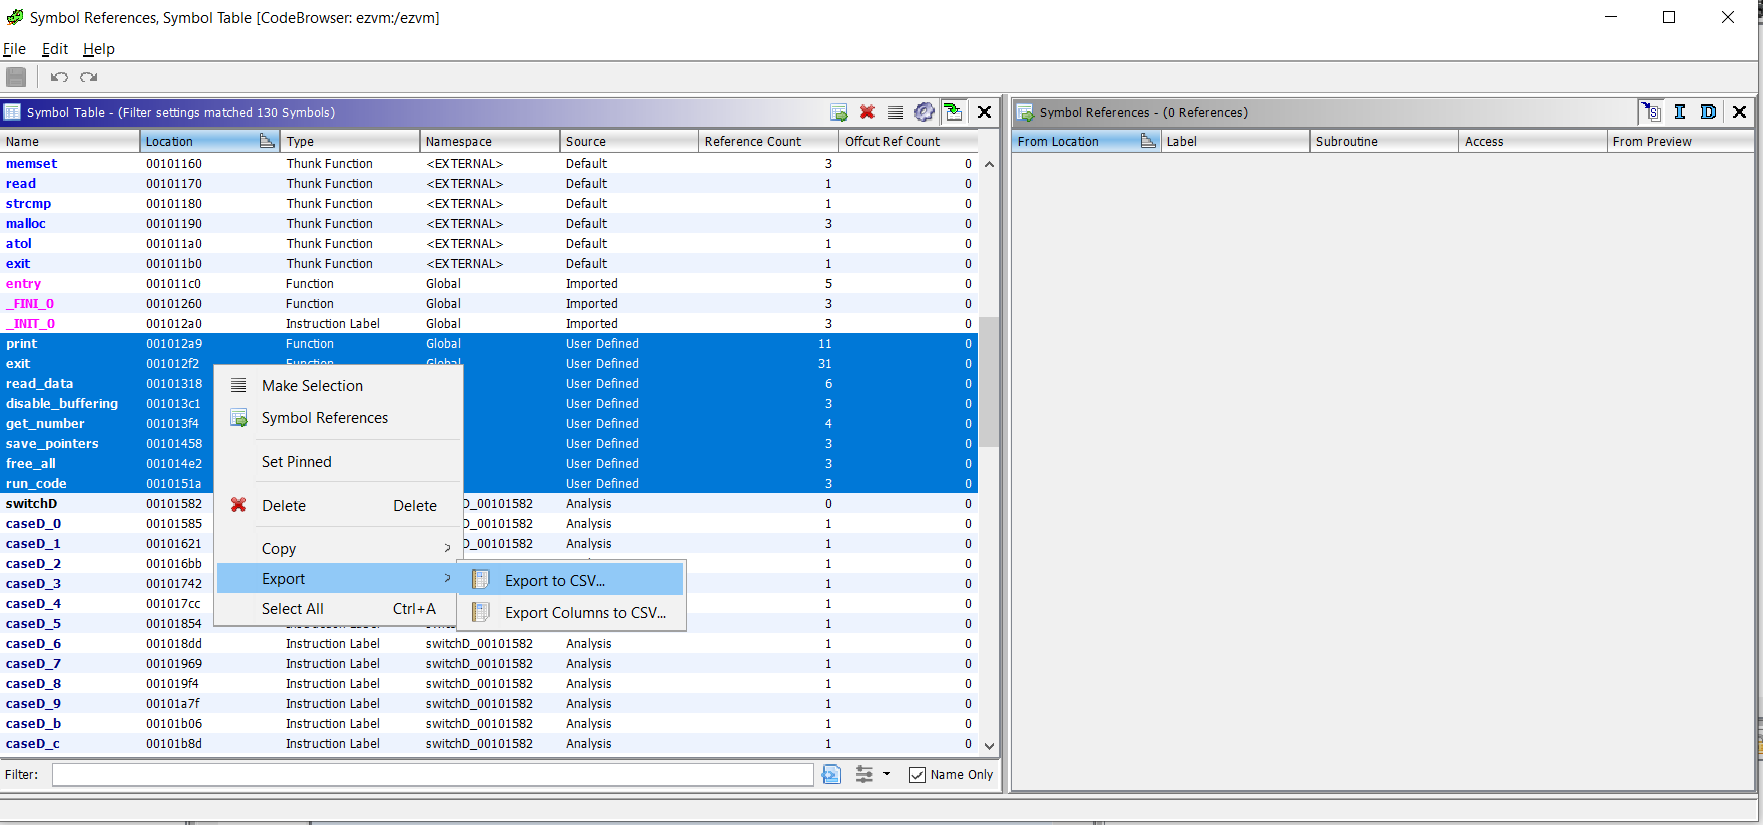 Symbol References, Symbol Table [CodeBrowser: ezvm:/ezvm]
File Edit Help
Symbol Table - (Filter settings matched 130 Symbols)
Name Location Type Namespace Source Reference Count Offcut Ref Count
memset 00101160 Thunk Function <EXTERNAL> Default 3 0
read 00101170 Thunk Function <EXTERNAL> Default 1 0
strcmp 00101180 Thunk Function <EXTERNAL> Default 1 0
malloc 00101190 Thunk Function <EXTERNAL> Default 3 0
atol 001011a0 Thunk Function <EXTERNAL> Default 1 0
exit 001011b0 Thunk Function <EXTERNAL> Default 1 0
entry 001011c0 Function Global Imported 5 0
_FINI_0 00101260 Function Global Imported 3 0
_INIT_0 001012a0 Instruction Label Global Imported 3 0
print 001012a9 Function Global User Defined 11 0
exit 001012f2 Function Global User Defined 31 0
read_data 00101318 User Defined 6 0
disable_buffering 001013c1 User Defined 3 0
get_number 001013f4 User Defined 4 0
save_pointers 00101458 User Defined 3 0
free_all 001014e2 User Defined 3 0
run_code 0010151a User Defined 3 0
switchD 00101582 D_00101582 Analysis 0 0
caseD_0 00101585 D_00101582 Analysis 1 0
caseD_1 00101621 D_00101582 Analysis 1 0
caseD_2 001016bb 1 0
caseD_3 00101742 1 0
caseD_4 001017cc 1 0
caseD_5 00101854 1 0
caseD_6 001018dd Instruction Label switchD_00101582 Analysis 1 0
caseD_7 00101969 Instruction Label switchD_00101582 Analysis 1 0
caseD_8 001019f4 Instruction Label switchD_00101582 Analysis 1 0
caseD_9 00101a7f Instruction Label switchD_00101582 Analysis 1 0
caseD_b 00101b06 Instruction Label switchD_00101582 Analysis 1 0
caseD_c 00101b8d Instruction Label switchD_00101582 Analysis 1 0
Make Selection
Symbol References
Set Pinned
Delete Delete
Copy >
Export >
Select All Ctrl+A
Export to CSV...
Export Columns to CSV...
Filter: Name Only
Symbol References - (0 References)
S I D
From Location Label Subroutine Access From Preview